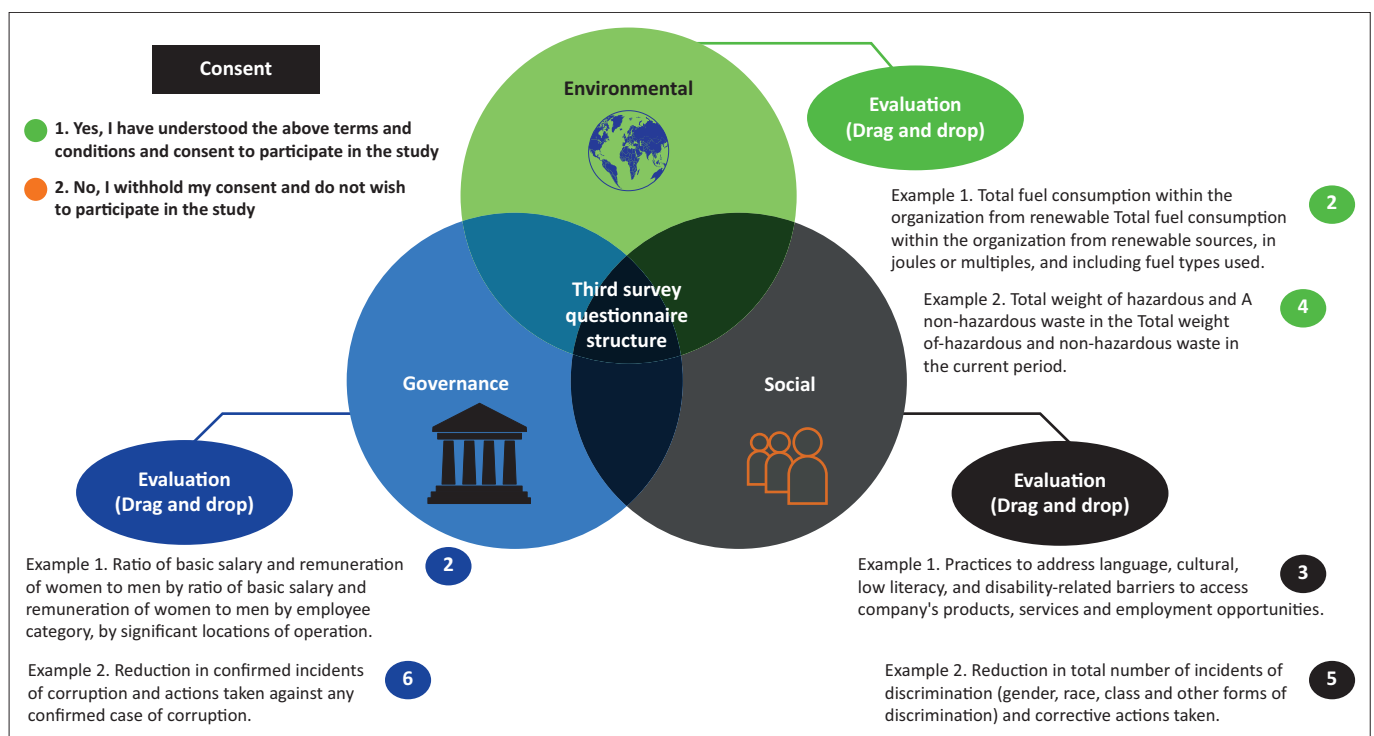 Consent
1. Yes, I have understood the above terms and
conditions and consent to participate in the study
2. No, I withhold my consent and do not wish
to participate in the study
Environmental
Evaluation
(Drag and drop)
Example 1. Total fuel consumption within the
organization from renewable Total fuel consumption
within the organization from renewable sources, in
joules or multiples, and including fuel types used.
2
Example 2. Total weight of hazardous and A
non-hazardous waste in the Total weight
of-hazardous and non-hazardous waste in
the current period.
4
Third survey
questionnaire
structure
Governance
Social
Evaluation
(Drag and drop)
Example 1. Ratio of basic salary and remuneration
of women to men by ratio of basic salary and
remuneration of women to men by employee
category, by significant locations of operation.
2
Example 2. Reduction in confirmed incidents
of corruption and actions taken against any
confirmed case of corruption.
6
Evaluation
(Drag and drop)
Example 1. Practices to address language, cultural,
low literacy, and disability-related barriers to access
company's products, services and employment opportunities.
3
Example 2. Reduction in total number of incidents of
discrimination (gender, race, class and other forms of
discrimination) and corrective actions taken.
5